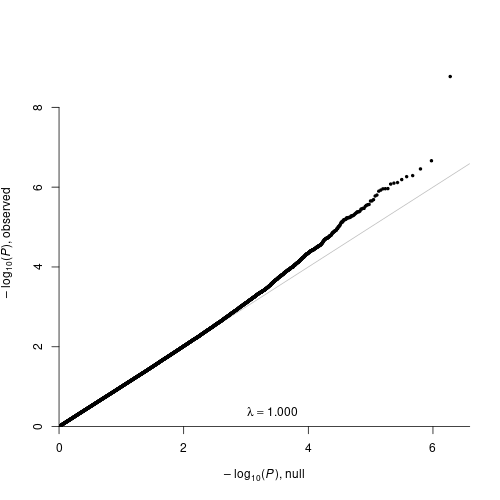 8
6
4
2
0
− log10(P), observed
λ = 1.000
0 2 4 6
− log10(P), null